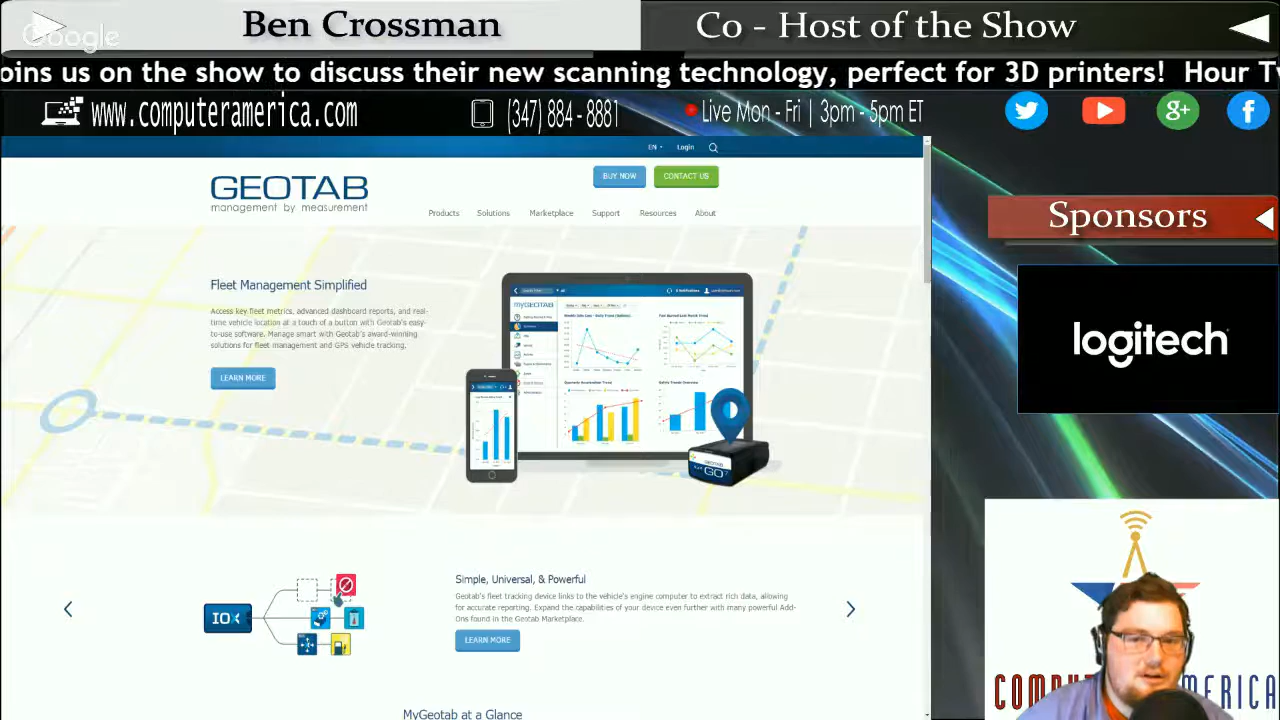 Google
Ben Crossman
Co - Host of the Show
oins us on the show to discuss their new scanning technology, perfect for 3D printers! Hour T
www.computeramerica.com
(347) 884 - 8881
Live Mon - Fri | 3pm - 5pm ET
g+
EN
Login
BUY NOW
CONTACT US
GEOTAB
management by measurement
Products
Solutions
Marketplace
Support
Resources
About
Sponsors
logitech
Fleet Management Simplified
Access key fleet metrics, advanced dashboard reports, and real-
time vehicle location at a touch of a button with Geotab's easy-
to-use software. Manage smart with Geotab's award-winning
solutions for fleet management and GPS vehicle tracking.
LEARN MORE
myGEOTAB
GEOTAB
GO
IOX
Simple, Universal, & Powerful
Geotab's fleet tracking device links to the vehicle's engine computer to extract rich data, allowing
for accurate reporting. Expand the capabilities of your device even further with many powerful Add-
Ons found in the Geotab Marketplace.
LEARN MORE
MyGeotab at a Glance